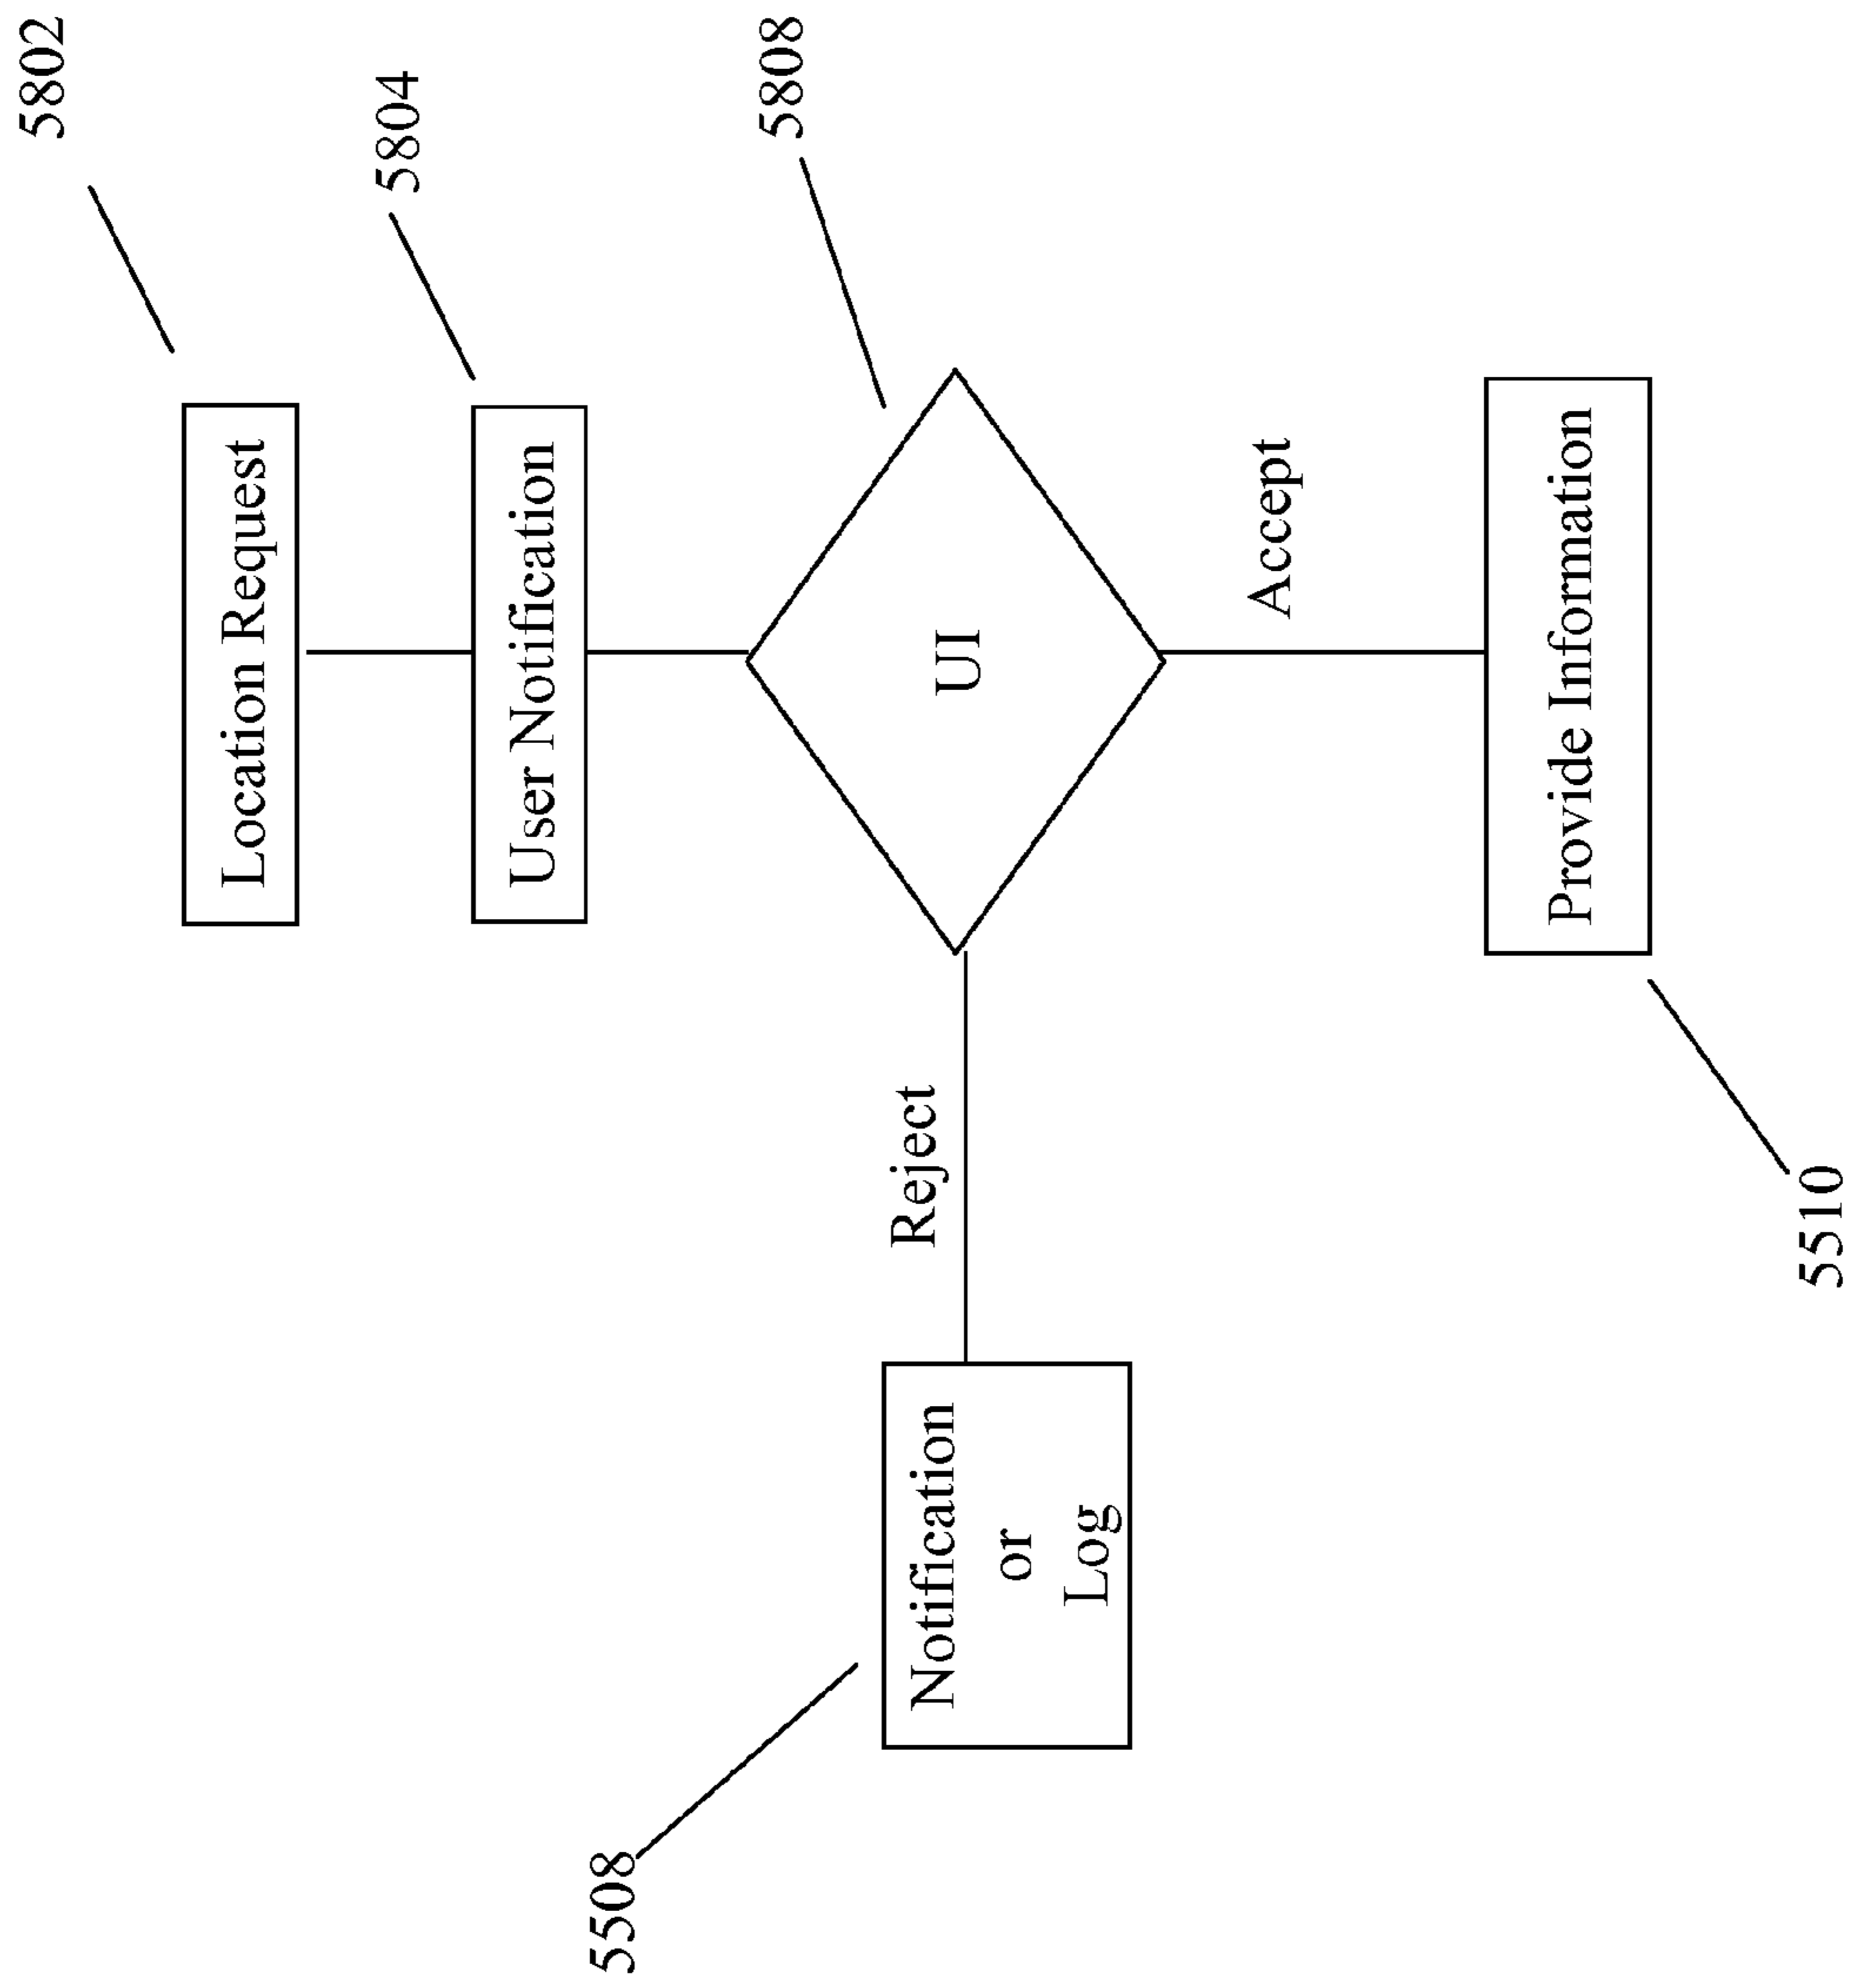 5802
Location Request
5804
User Notification
5808
UI
Reject
Accept
5508
Notification
or
Log
Provide Information
5510